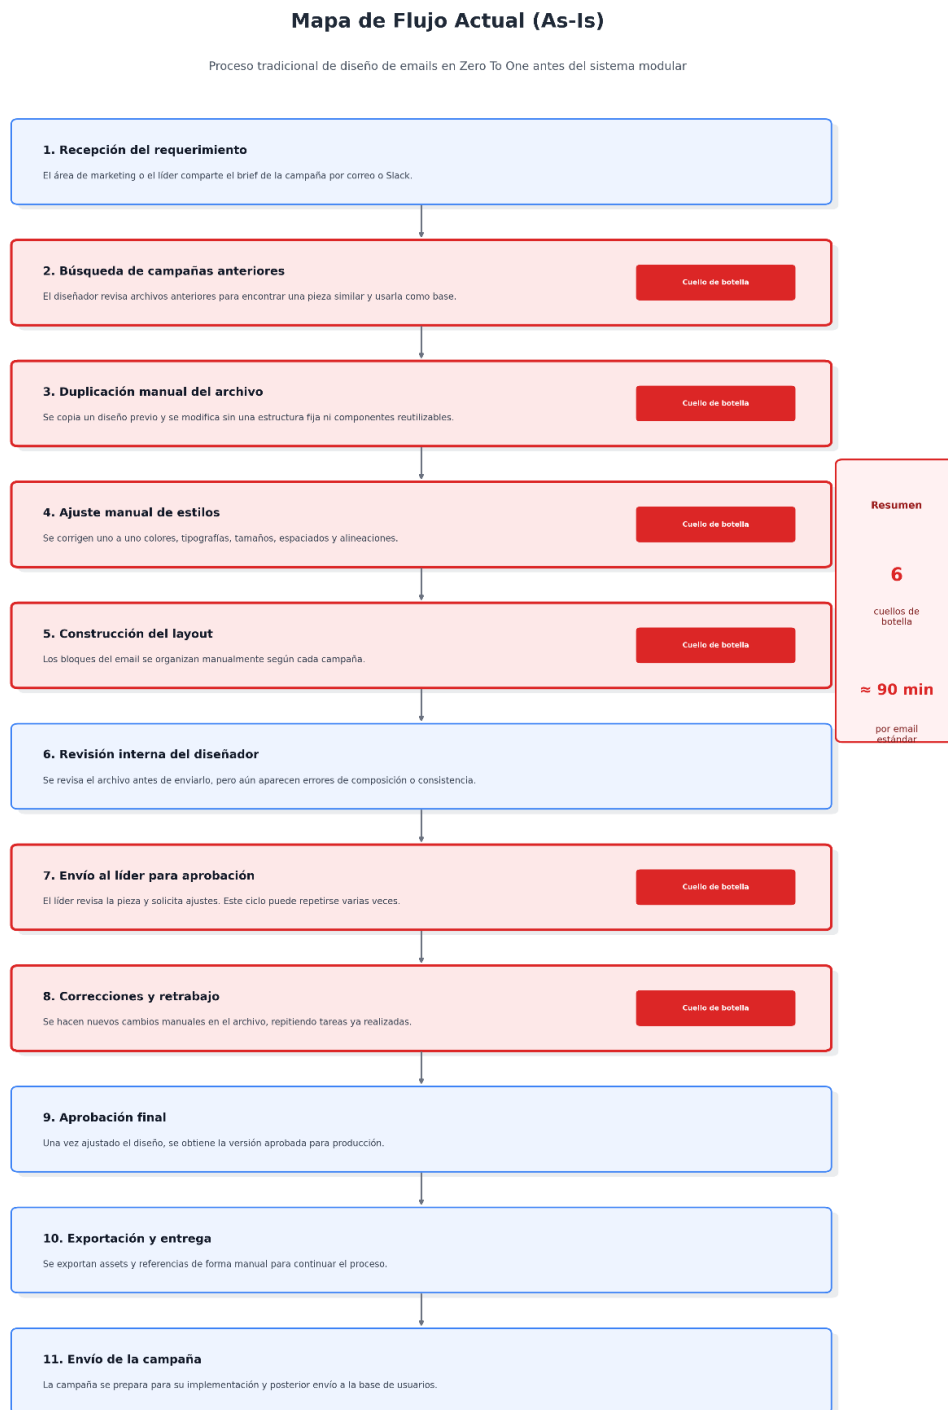 Mapa de Flujo Actual (As-Is)
Proceso tradicional de diseño de emails en Zero To One antes del sistema modular
1. Recepción del requerimiento
El área de marketing o el líder comparte el brief de la campaña por correo o Slack.
2. Búsqueda de campañas anteriores
El diseñador revisa archivos anteriores para encontrar una pieza similar y usarla como base.
Cuello de botella
3. Duplicación manual del archivo
Se copia un diseño previo y se modifica sin una estructura fija ni componentes reutilizables.
Cuello de botella
4. Ajuste manual de estilos
Se corrigen uno a uno colores, tipografías, tamaños, espaciados y alineaciones.
Cuello de botella
5. Construcción del layout
Los bloques del email se organizan manualmente según cada campaña.
Cuello de botella
Resumen
6
cuellos de
botella
≈ 90 min
por email
estándar
6. Revisión interna del diseñador
Se revisa el archivo antes de enviarlo, pero aún aparecen errores de composición o consistencia.
7. Envío al líder para aprobación
El líder revisa la pieza y solicita ajustes. Este ciclo puede repetirse varias veces.
Cuello de botella
8. Correcciones y retrabajo
Se hacen nuevos cambios manuales en el archivo, repitiendo tareas ya realizadas.
Cuello de botella
9. Aprobación final
Una vez ajustado el diseño, se obtiene la versión aprobada para producción.
10. Exportación y entrega
Se exportan assets y referencias de forma manual para continuar el proceso.
11. Envío de la campaña
La campaña se prepara para su implementación y posterior envío a la base de usuarios.